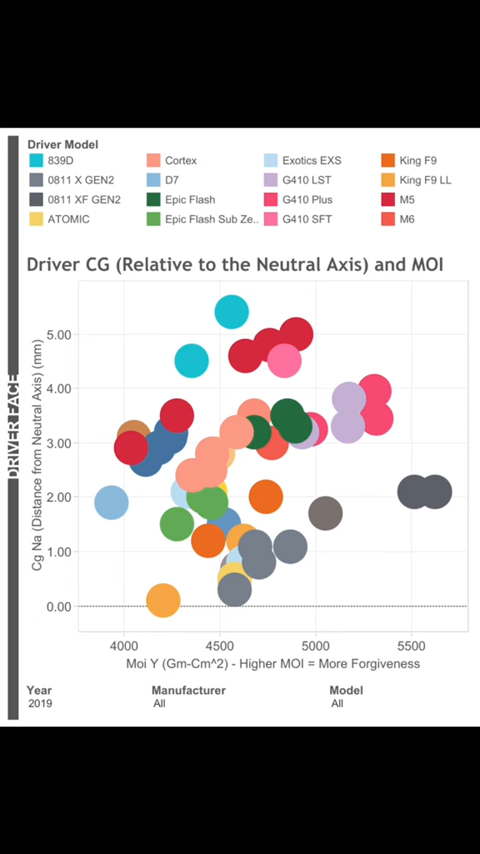 Driver Model
839D Cortex Exotics EXS King F9
0811 X GEN2 D7 G410 LST King F9 LL
0811 XF GEN2 Epic Flash G410 Plus M5
ATOMIC Epic Flash Sub Ze.. G410 SFT M6
Driver CG (Relative to the Neutral Axis) and MOI
DRIVER FACE
Cg Na (Distance from Neutral Axis) (mm)
5.00
4.00
3.00
2.00
1.00
0.00
4000 4500 5000 5500
Moi Y (Gm-Cm^2) - Higher MOI = More Forgiveness
Year Manufacturer Model
2019 All All